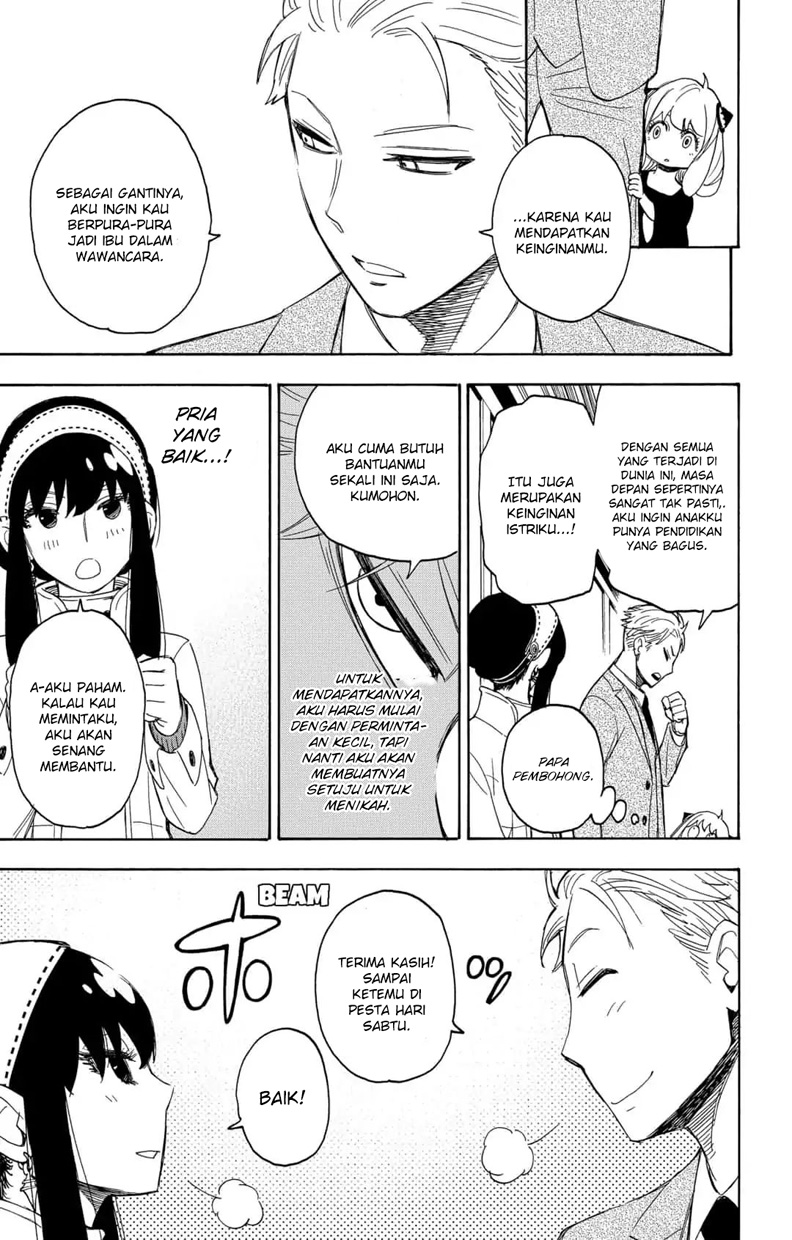 ...KARENA KAU
MENDAPATKAN
KEINGINANMU.
SEBAGAI GANTINYA,
AKU INGIN KAU
BERPURA-PURA
JADI IBU DALAM
WAWANCARA.
DENGAN SEMUA
YANG TERJADI DI
DUNIA INI, MASA
DEPAN SEPERTINYA
SANGAT TAK PASTI,.
AKU INGIN ANAKKU
PUNYA PENDIDIKAN
YANG BAGUS.
ITU JUGA
MERUPAKAN
KEINGINAN
ISTRIKU...!
PAPA
PEMBOHONG.
AKU CUMA BUTUH
BANTUANMU
SEKALI INI SAJA.
KUMOHON.
UNTUK
MENDAPATKANNYA,
AKU HARUS MULAI
DENGAN PERMINTA-
AN KECIL, TAPI
NANTI AKU AKAN
MEMBUATNYA
SETUJU UNTUK
MENIKAH.
PRIA
YANG
BAIK...!
A-AKU PAHAM.
KALAU KAU
MEMINTAKU,
AKU AKAN
SENANG
MEMBANTU.
BEAM
TERIMA KASIH!
SAMPAI
KETEMU DI
PESTA HARI
SABTU.
BAIK!